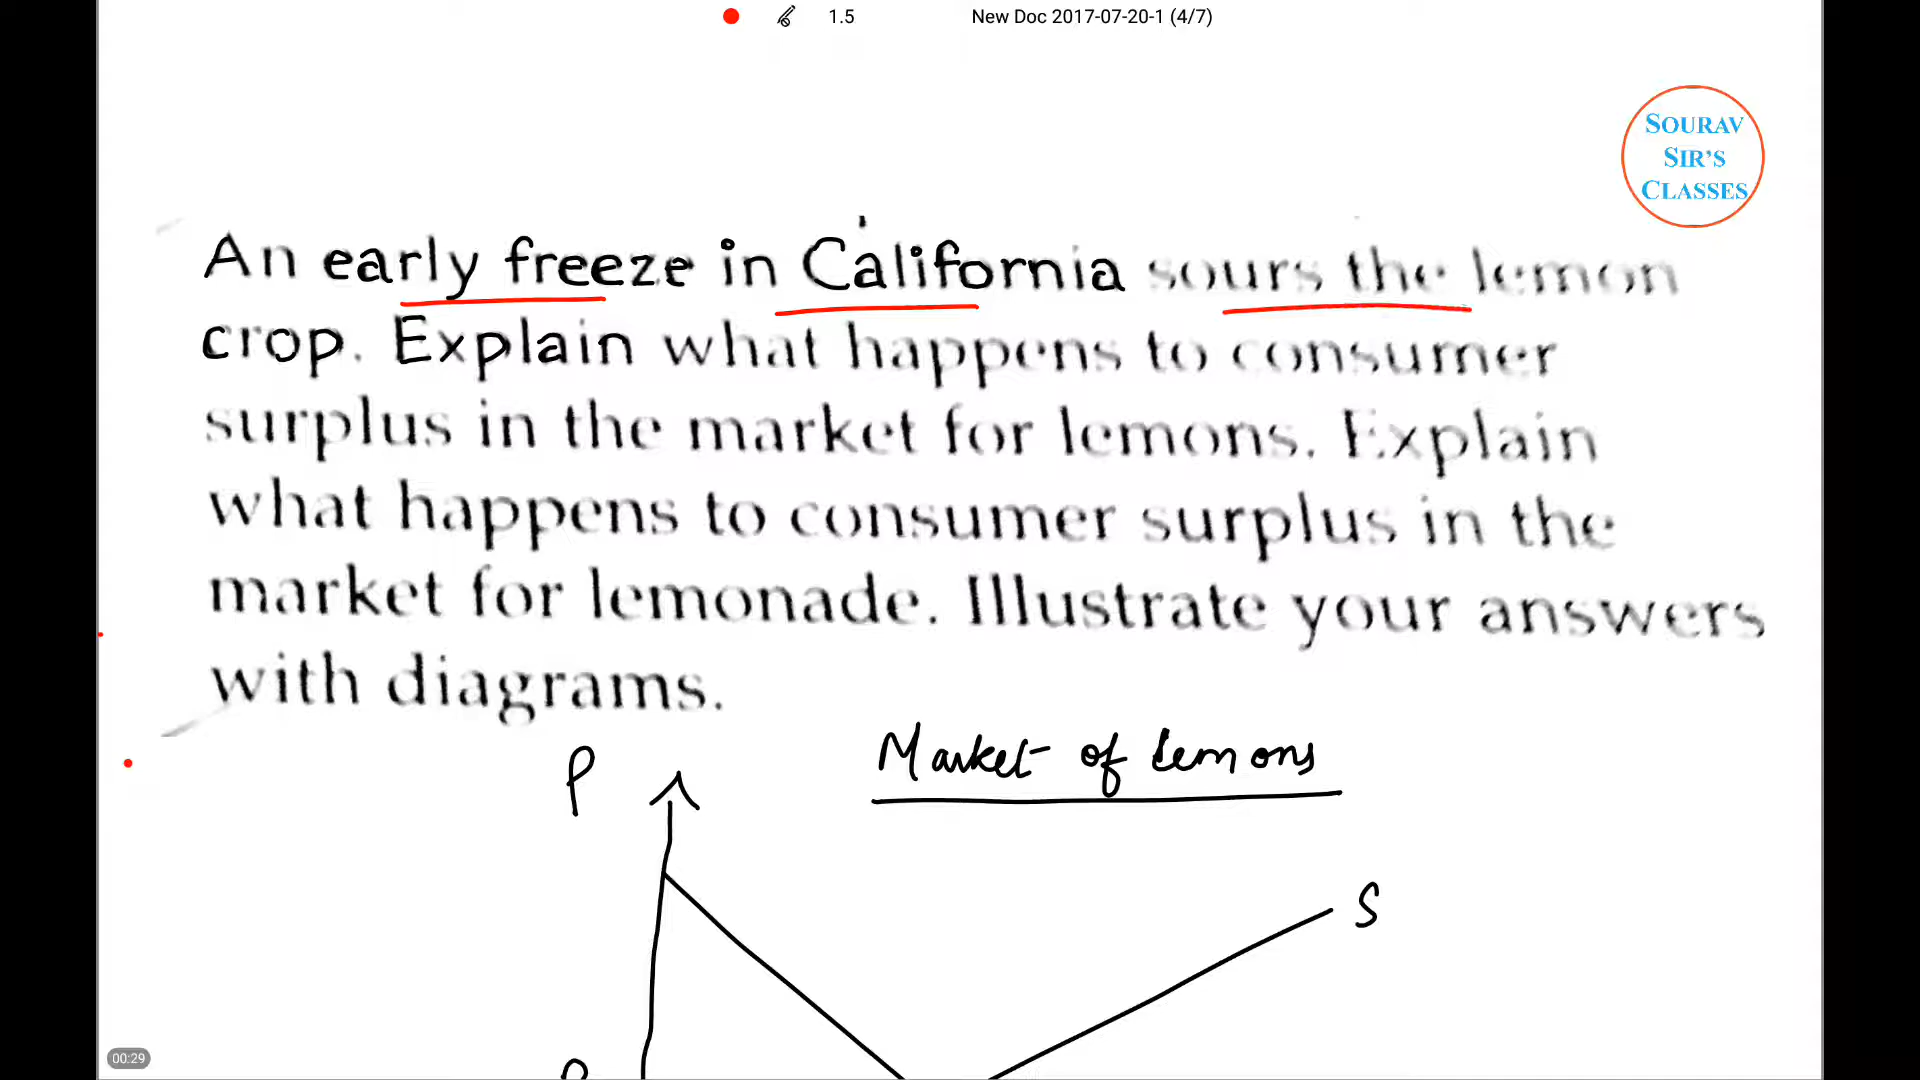 1.5 New Doc 2017-07-20-1 (4/7)
SOURAV
SIR'S
CLASSES
An early freeze in California sours the lemon
crop. Explain what happens to consumer
surplus in the market for lemons. Explain
what happens to consumer surplus in the
market for lemonade. Illustrate your answers
with diagrams.
Market of lemons
P
S
00:29